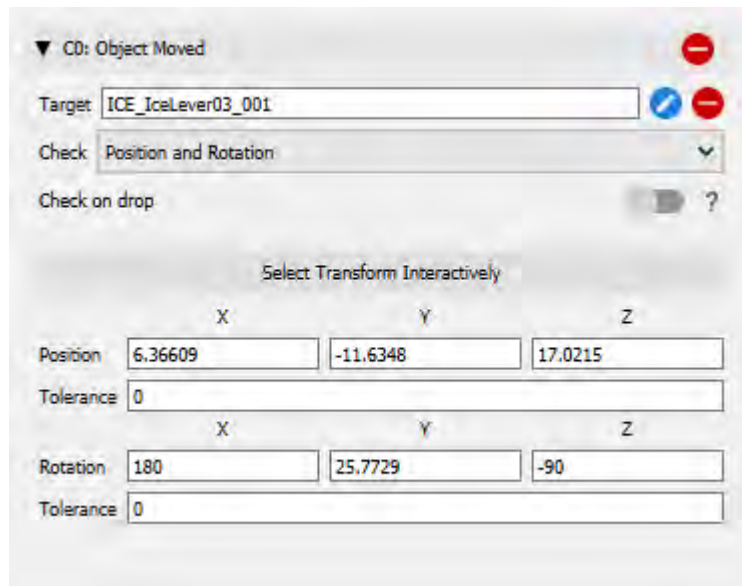 ▼ C0: Object Moved
Target ICE_IceLever03_001
Check Position and Rotation
Check on drop ?
Select Transform Interactively
X Y Z
Position 6.36609 -11.6348 17.0215
Tolerance 0
X Y Z
Rotation 180 25.7729 -90
Tolerance 0